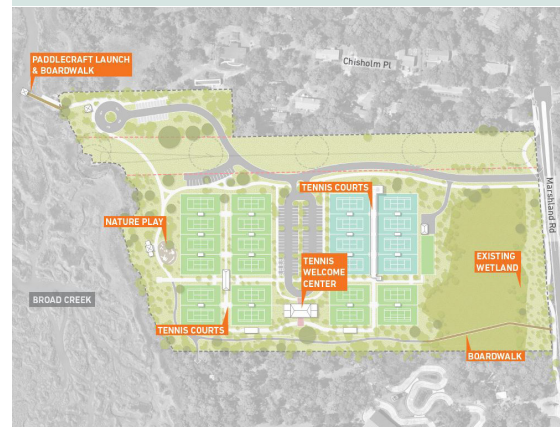 PADDLECRAFT LAUNCH
& BOARDWALK
Chisholm Pl
Marshland Rd
TENNIS COURTS
NATURE PLAY
TENNIS
WELCOME
CENTER
EXISTING
WETLAND
BROAD CREEK
TENNIS COURTS
BOARDWALK